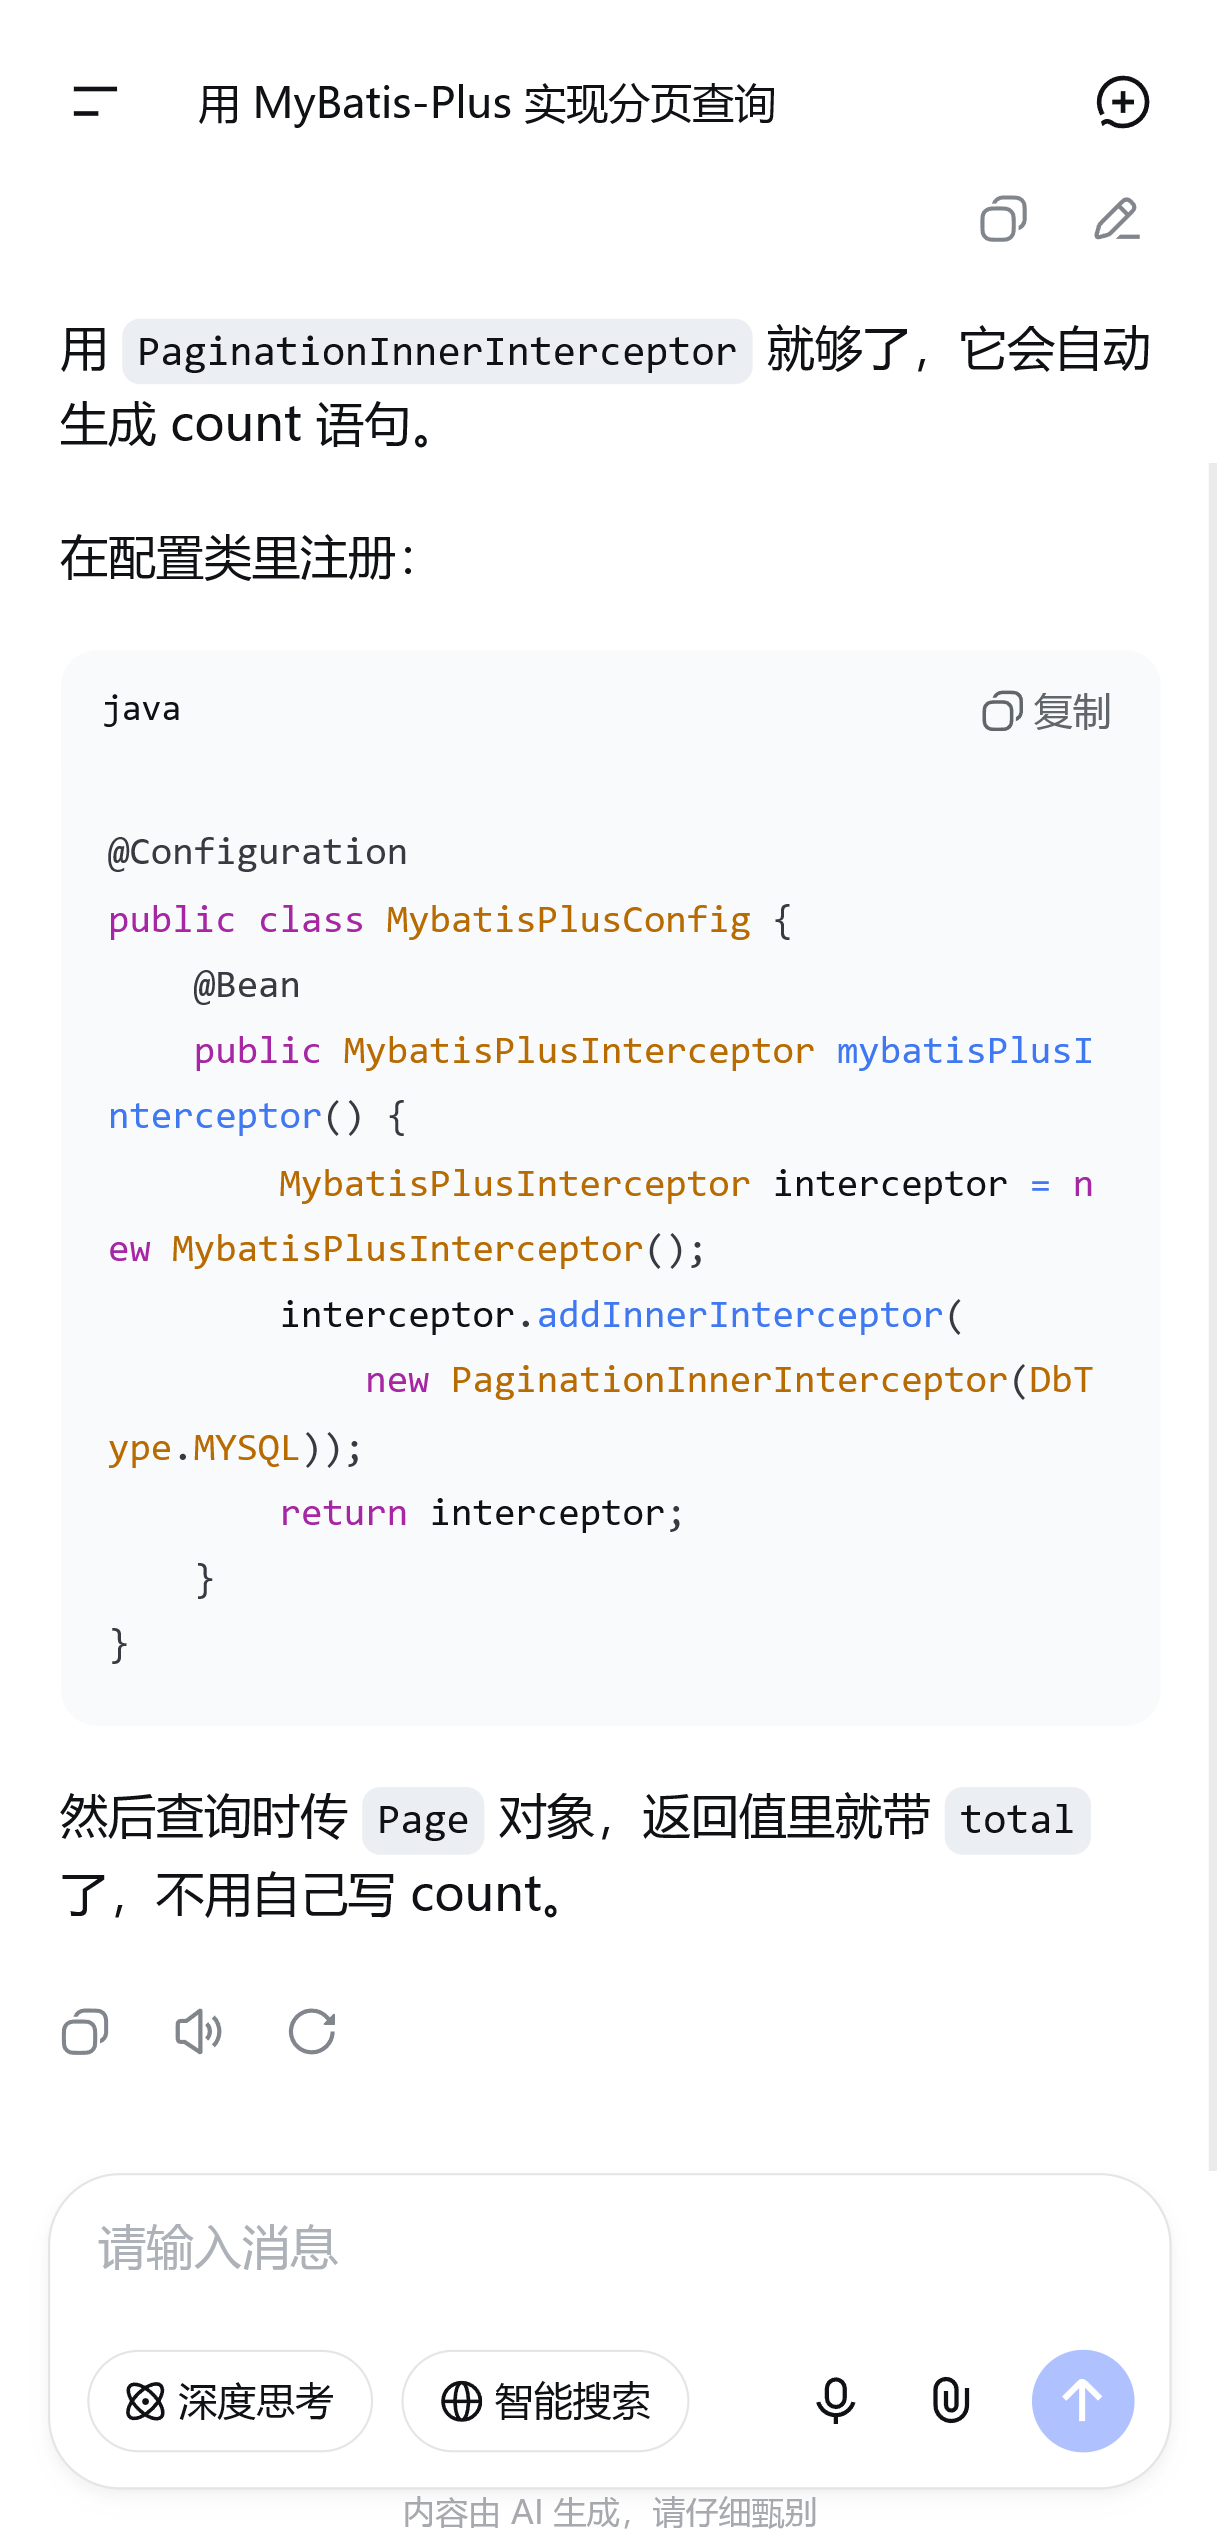 用 MyBatis-Plus 实现分页查询
用 PaginationInnerInterceptor 就够了，它会自动
生成 count 语句。
在配置类里注册：
java
复制
@Configuration
public class MybatisPlusConfig {
    @Bean
    public MybatisPlusInterceptor mybatisPlusI
nterceptor() {
        MybatisPlusInterceptor interceptor = n
ew MybatisPlusInterceptor();
        interceptor.addInnerInterceptor(
            new PaginationInnerInterceptor(DbT
ype.MYSQL));
        return interceptor;
    }
}
然后查询时传 Page 对象，返回值里就带 total
了，不用自己写 count。
请输入消息
深度思考
智能搜索
内容由 AI 生成，请仔细甄别